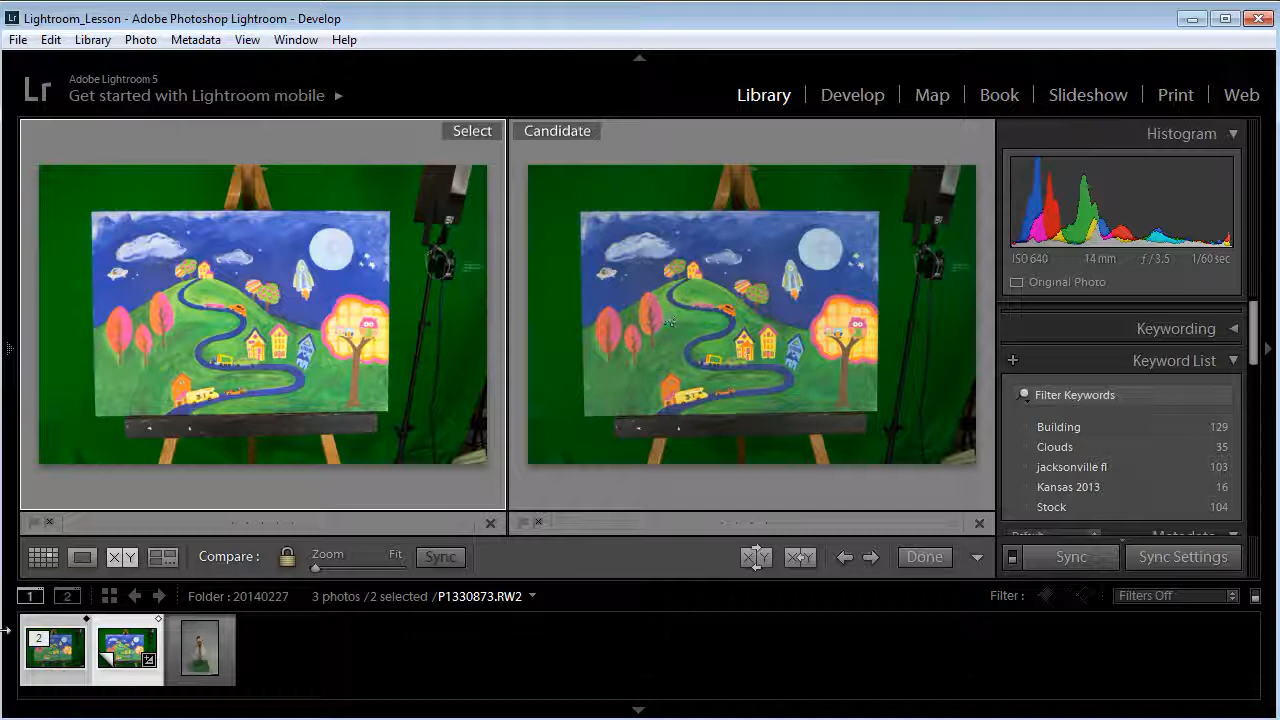 Lightroom_Lesson - Adobe Photoshop Lightroom - Develop
File Edit Library Photo Metadata View Window Help
Lr
Adobe Lightroom 5
Get started with Lightroom mobile
Library Develop Map Book Slideshow Print Web
Select
Candidate
Histogram
ISO 640 14 mm ƒ / 3.5 1/60 sec
Original Photo
Keywording
Keyword List
Filter Keywords
Building 129
Clouds 35
jacksonville fl 103
Kansas 2013 16
Stock 104
Default
Metadata
Compare : Zoom Fit Sync
Done
Sync
Sync Settings
1 2 Folder : 20140227 3 photos / 2 selected / P1330873.RW2
Filter : Filters Off
2